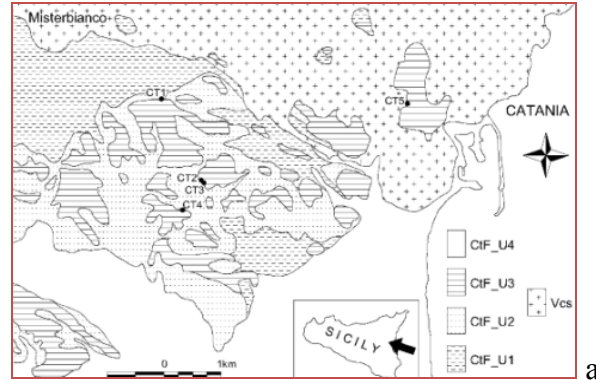 Misterbianco
CT1
CT5
CATANIA
CT2
CT3
CT4
CtF_U4
CtF_U3
Vcs
CtF_U2
CtF_U1
SICILY
0 1km
a